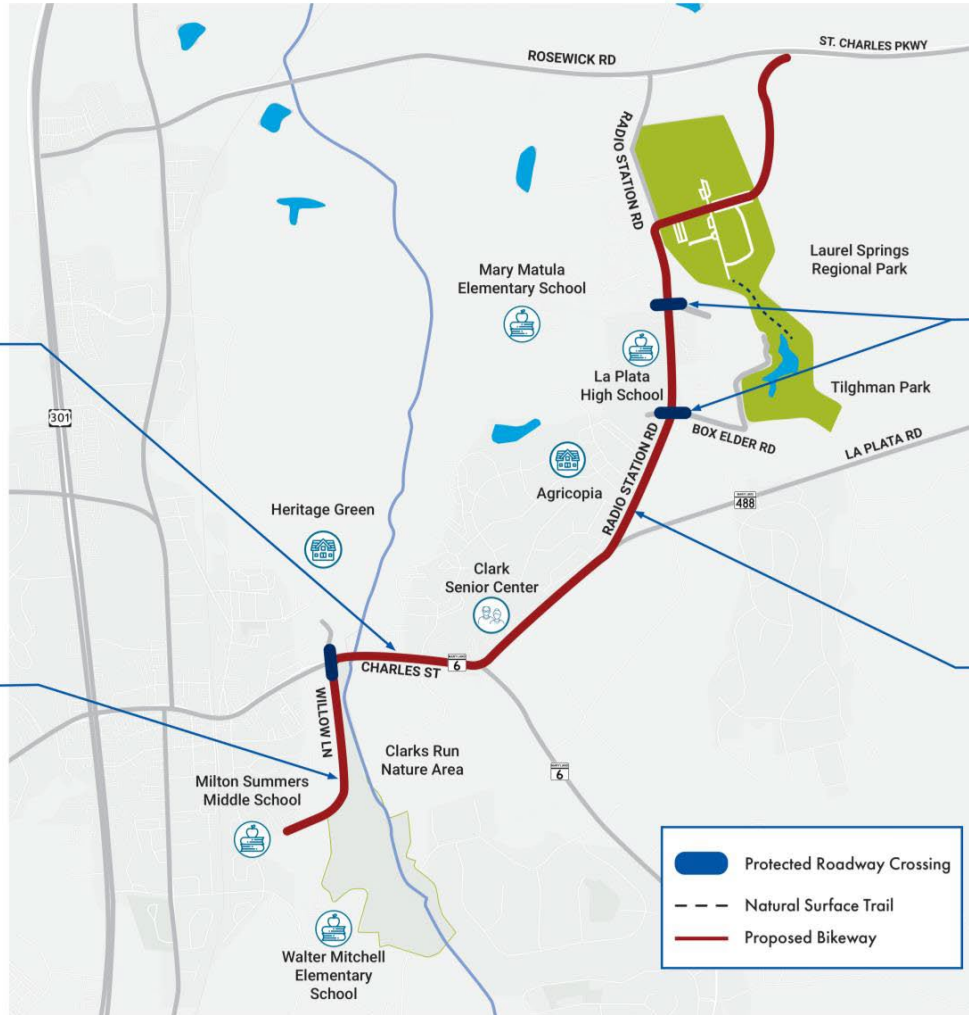 ST. CHARLES PKWY
ROSEWICK RD
RADIO STATION RD
Laurel Springs
Regional Park
Mary Matula
Elementary School
La Plata
High School
Tilghman Park
301
BOX ELDER RD
LA PLATA RD
RADIO STATION RD
Agricopia
MARYLAND
488
Heritage Green
Clark
Senior Center
CHARLES ST
MARYLAND
6
WILLOW LN
Clarks Run
Nature Area
MARYLAND
6
Milton Summers
Middle School
Walter Mitchell
Elementary
School
Protected Roadway Crossing
Natural Surface Trail
Proposed Bikeway